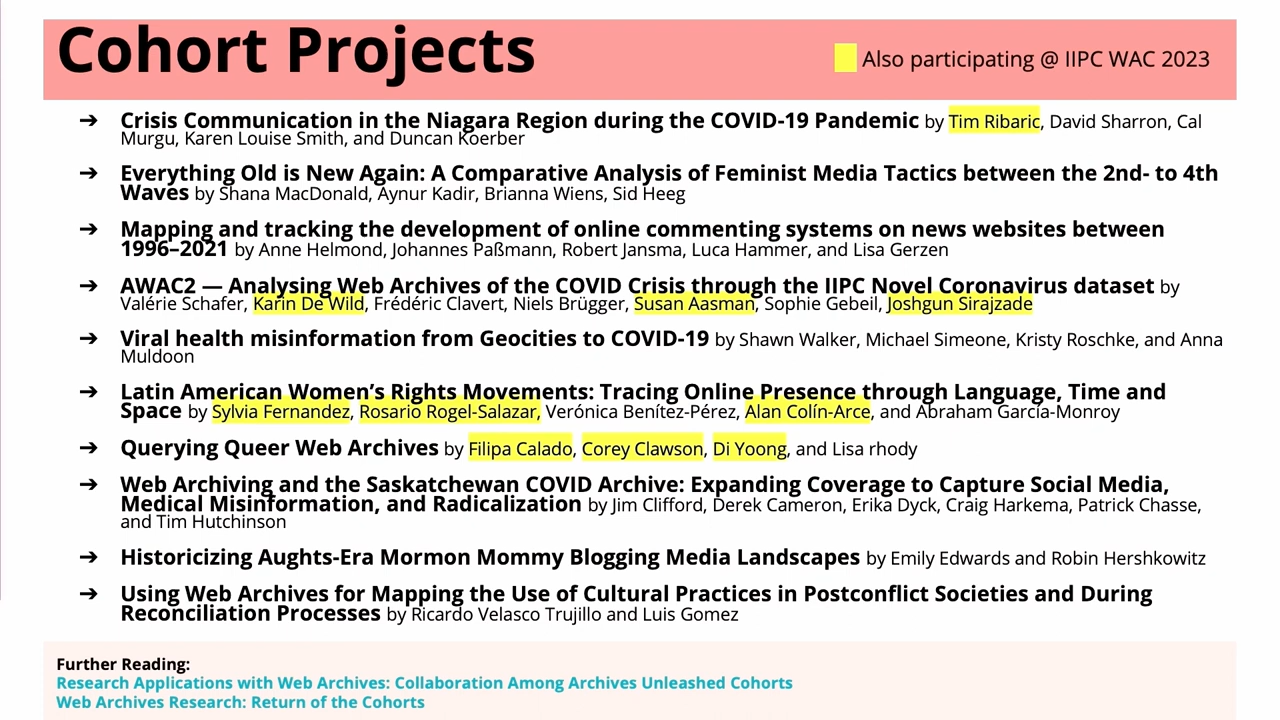 Cohort Projects
Also participating @ IIPC WAC 2023
➔ Crisis Communication in the Niagara Region during the COVID-19 Pandemic by Tim Ribaric, David Sharron, Cal
Murgu, Karen Louise Smith, and Duncan Koerber
➔ Everything Old is New Again: A Comparative Analysis of Feminist Media Tactics between the 2nd- to 4th
Waves by Shana MacDonald, Aynur Kadir, Brianna Wiens, Sid Heeg
➔ Mapping and tracking the development of online commenting systems on news websites between
1996–2021 by Anne Helmond, Johannes Paßmann, Robert Jansma, Luca Hammer, and Lisa Gerzen
➔ AWAC2 — Analysing Web Archives of the COVID Crisis through the IIPC Novel Coronavirus dataset by
Valérie Schafer, Karin De Wild, Frédéric Clavert, Niels Brügger, Susan Aasman, Sophie Gebeil, Joshgun Sirajzade
➔ Viral health misinformation from Geocities to COVID-19 by Shawn Walker, Michael Simeone, Kristy Roschke, and Anna
Muldoon
➔ Latin American Women’s Rights Movements: Tracing Online Presence through Language, Time and
Space by Sylvia Fernandez, Rosario Rogel-Salazar, Verónica Benítez-Pérez, Alan Colín-Arce, and Abraham García-Monroy
➔ Querying Queer Web Archives by Filipa Calado, Corey Clawson, Di Yoong, and Lisa rhody
➔ Web Archiving and the Saskatchewan COVID Archive: Expanding Coverage to Capture Social Media,
Medical Misinformation, and Radicalization by Jim Clifford, Derek Cameron, Erika Dyck, Craig Harkema, Patrick Chasse,
and Tim Hutchinson
➔ Historicizing Aughts-Era Mormon Mommy Blogging Media Landscapes by Emily Edwards and Robin Hershkowitz
➔ Using Web Archives for Mapping the Use of Cultural Practices in Postconflict Societies and During
Reconciliation Processes by Ricardo Velasco Trujillo and Luis Gomez
Further Reading:
Research Applications with Web Archives: Collaboration Among Archives Unleashed Cohorts
Web Archives Research: Return of the Cohorts